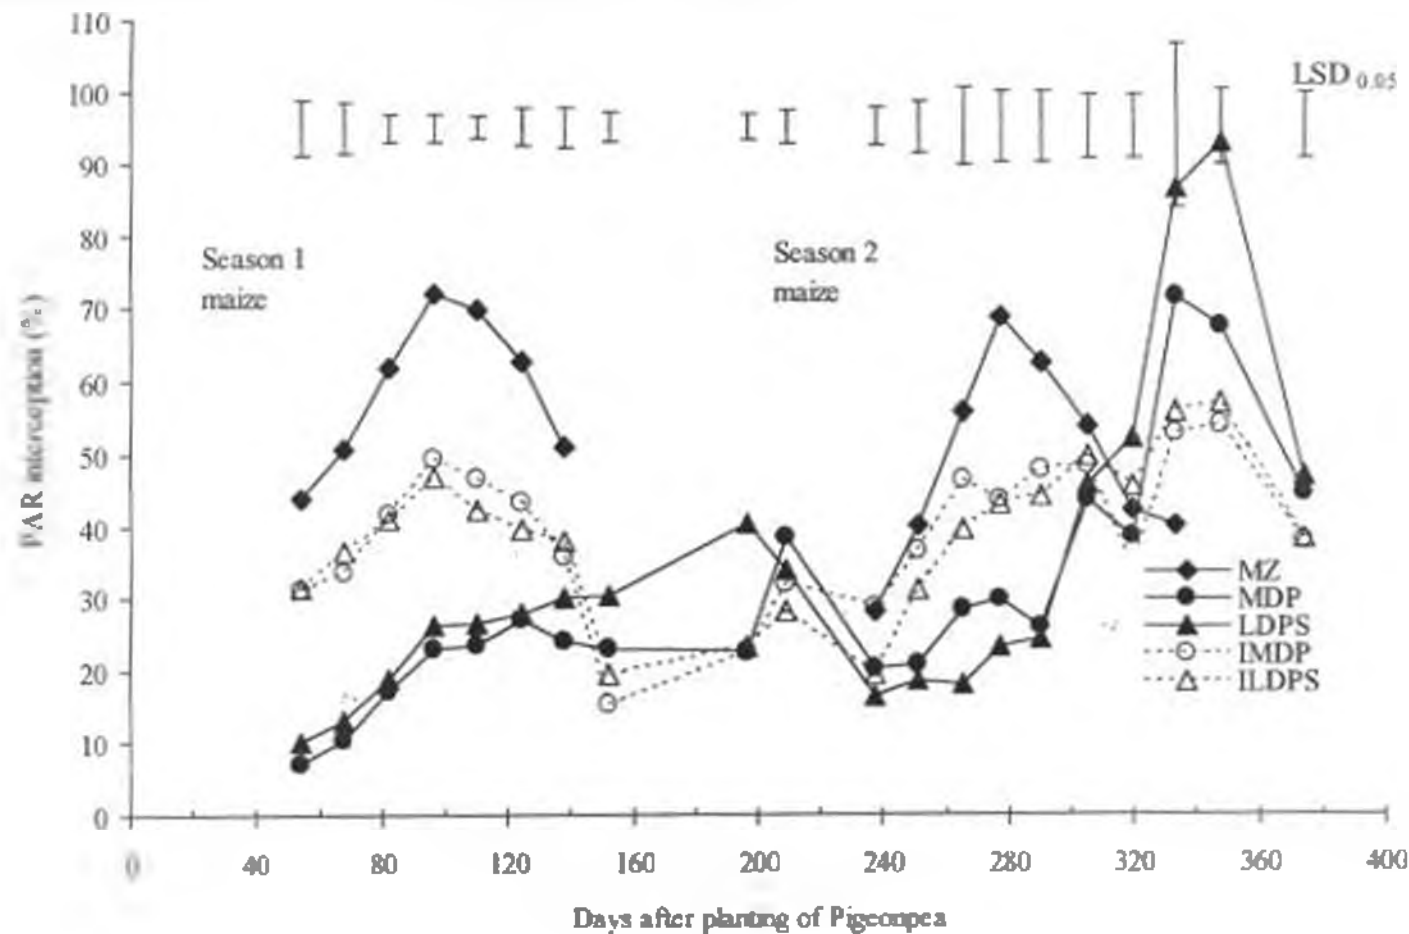 110
100
90
80
70
60
50
40
30
20
10
0
PAR interception (%)
LSD 0.05
Season 1
maize
Season 2
maize
MZ
MDP
LDPS
IMDP
ILDPS
0 40 80 120 160 200 240 280 320 360 400
Days after planting of Pigeonpea